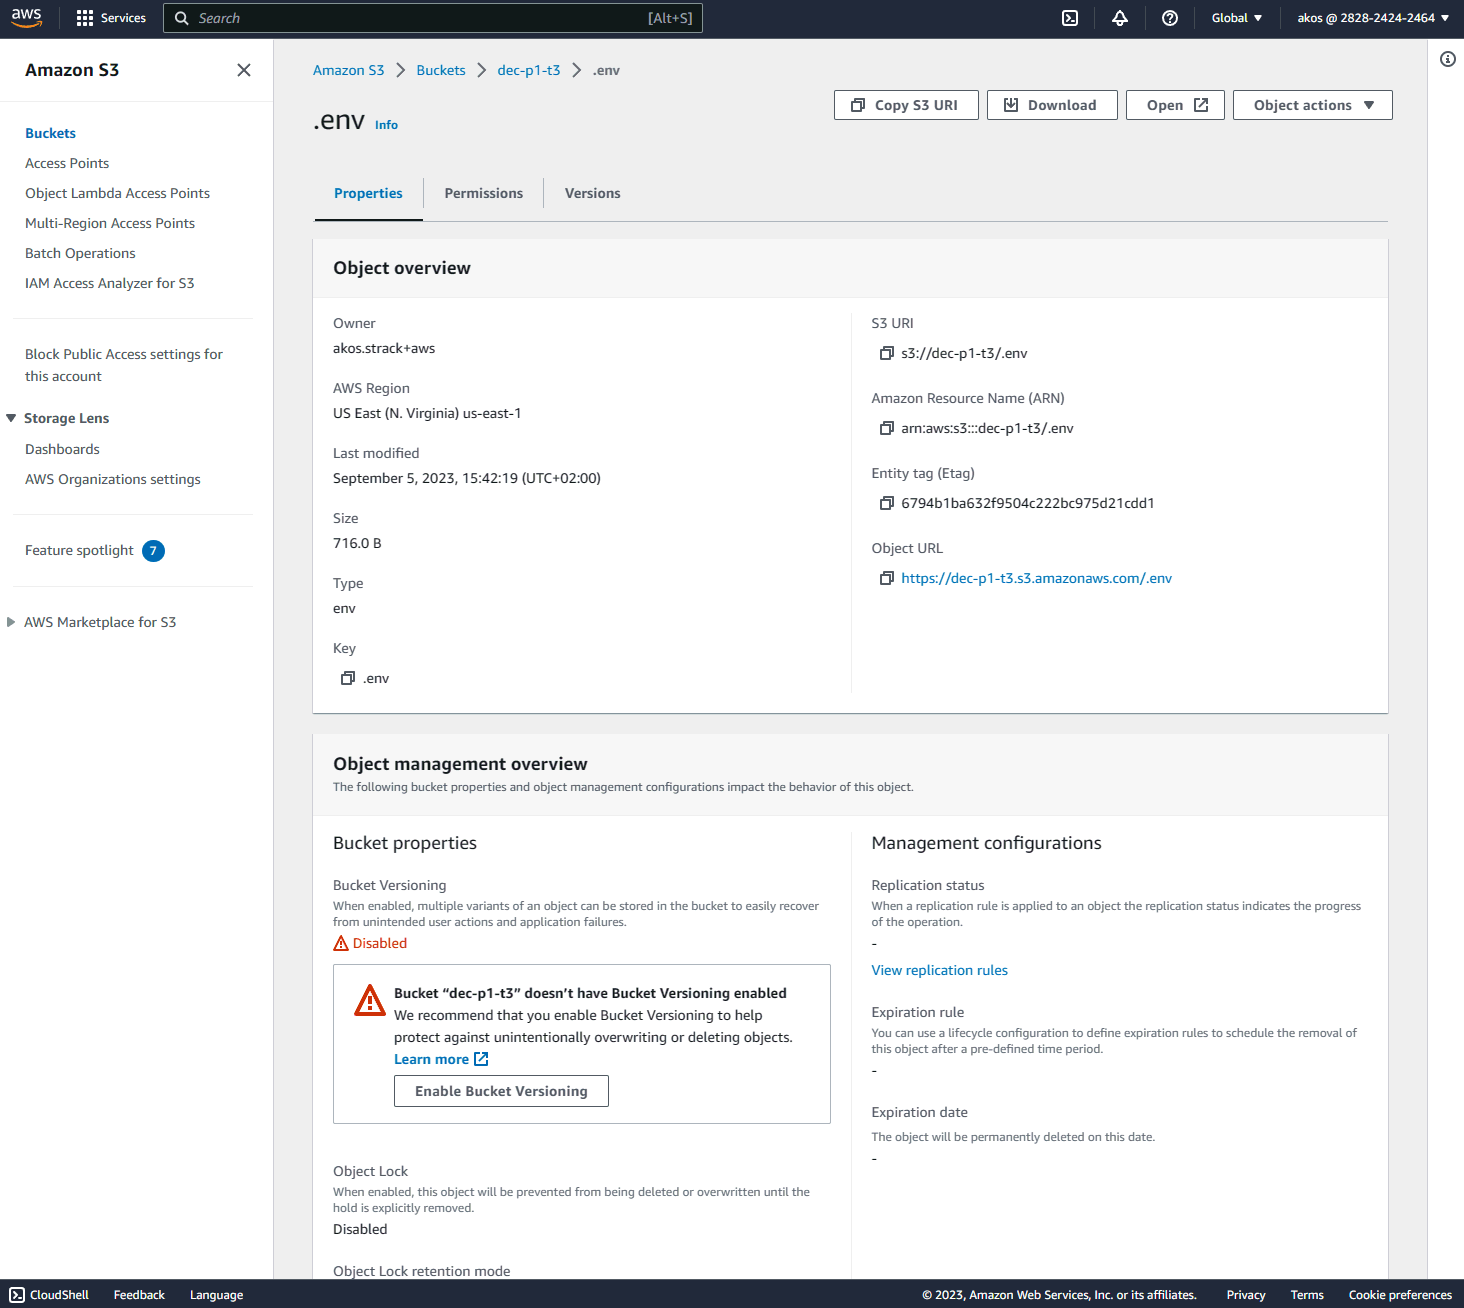 aws
Services
Search
[Alt+S]
Global
akos @ 2828-2424-2464
Amazon S3
Buckets
Access Points
Object Lambda Access Points
Multi-Region Access Points
Batch Operations
IAM Access Analyzer for S3
Block Public Access settings for
this account
Storage Lens
Dashboards
AWS Organizations settings
Feature spotlight 7
AWS Marketplace for S3
Amazon S3 > Buckets > dec-p1-t3 > .env
.env Info
Copy S3 URI
Download
Open
Object actions
Properties
Permissions
Versions
Object overview
Owner
akos.strack+aws
AWS Region
US East (N. Virginia) us-east-1
Last modified
September 5, 2023, 15:42:19 (UTC+02:00)
Size
716.0 B
Type
env
Key
.env
S3 URI
s3://dec-p1-t3/.env
Amazon Resource Name (ARN)
arn:aws:s3:::dec-p1-t3/.env
Entity tag (Etag)
6794b1ba632f9504c222bc975d21cdd1
Object URL
https://dec-p1-t3.s3.amazonaws.com/.env
Object management overview
The following bucket properties and object management configurations impact the behavior of this object.
Bucket properties
Bucket Versioning
When enabled, multiple variants of an object can be stored in the bucket to easily recover
from unintended user actions and application failures.
Disabled
Bucket “dec-p1-t3” doesn’t have Bucket Versioning enabled
We recommend that you enable Bucket Versioning to help
protect against unintentionally overwriting or deleting objects.
Learn more
Enable Bucket Versioning
Object Lock
When enabled, this object will be prevented from being deleted or overwritten until the
hold is explicitly removed.
Disabled
Object Lock retention mode
Management configurations
Replication status
When a replication rule is applied to an object the replication status indicates the progress
of the operation.
-
View replication rules
Expiration rule
You can use a lifecycle configuration to define expiration rules to schedule the removal of
this object after a pre-defined time period.
-
Expiration date
The object will be permanently deleted on this date.
-
CloudShell
Feedback
Language
© 2023, Amazon Web Services, Inc. or its affiliates.
Privacy
Terms
Cookie preferences